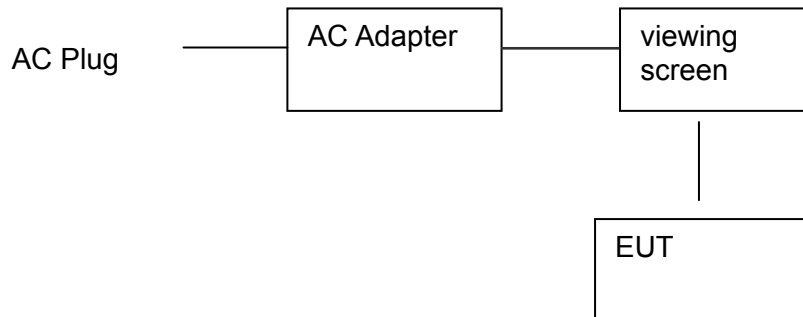 AC Plug
AC Adapter
viewing
screen
EUT